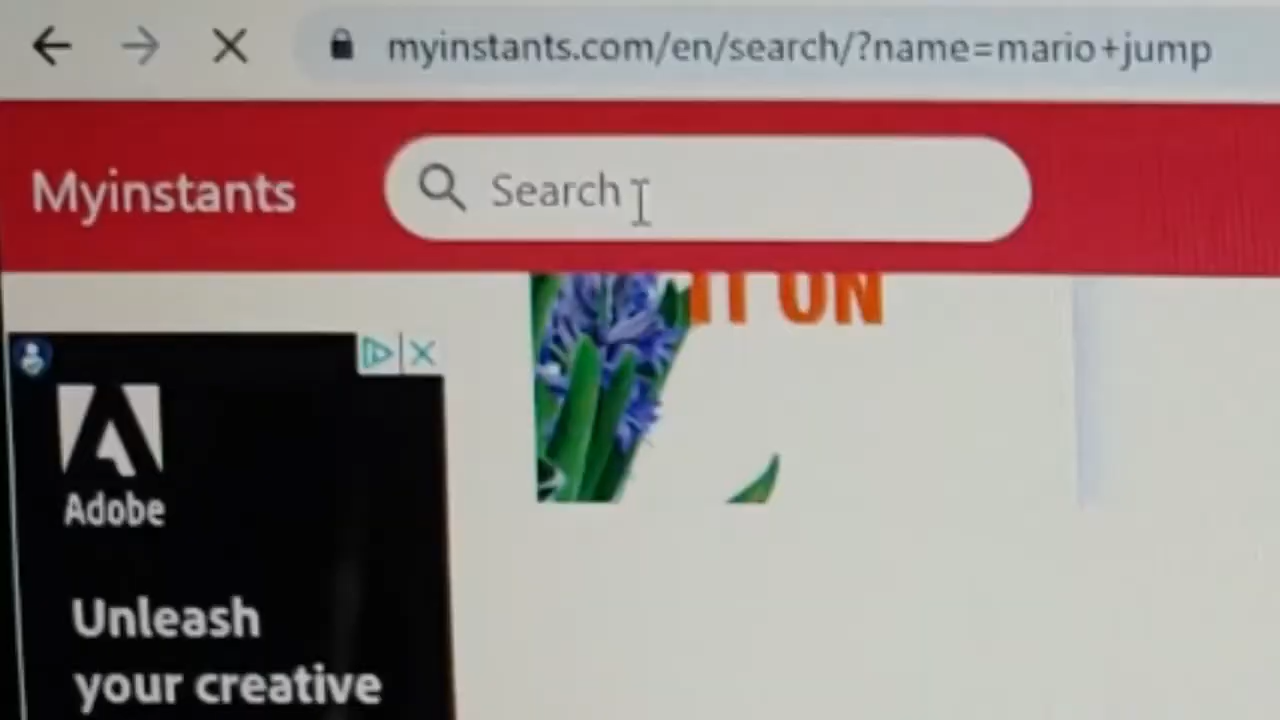 myinstants.com/en/search/?name=mario+jump
Myinstants
Search
IT ON
Adobe
Unleash
your creative